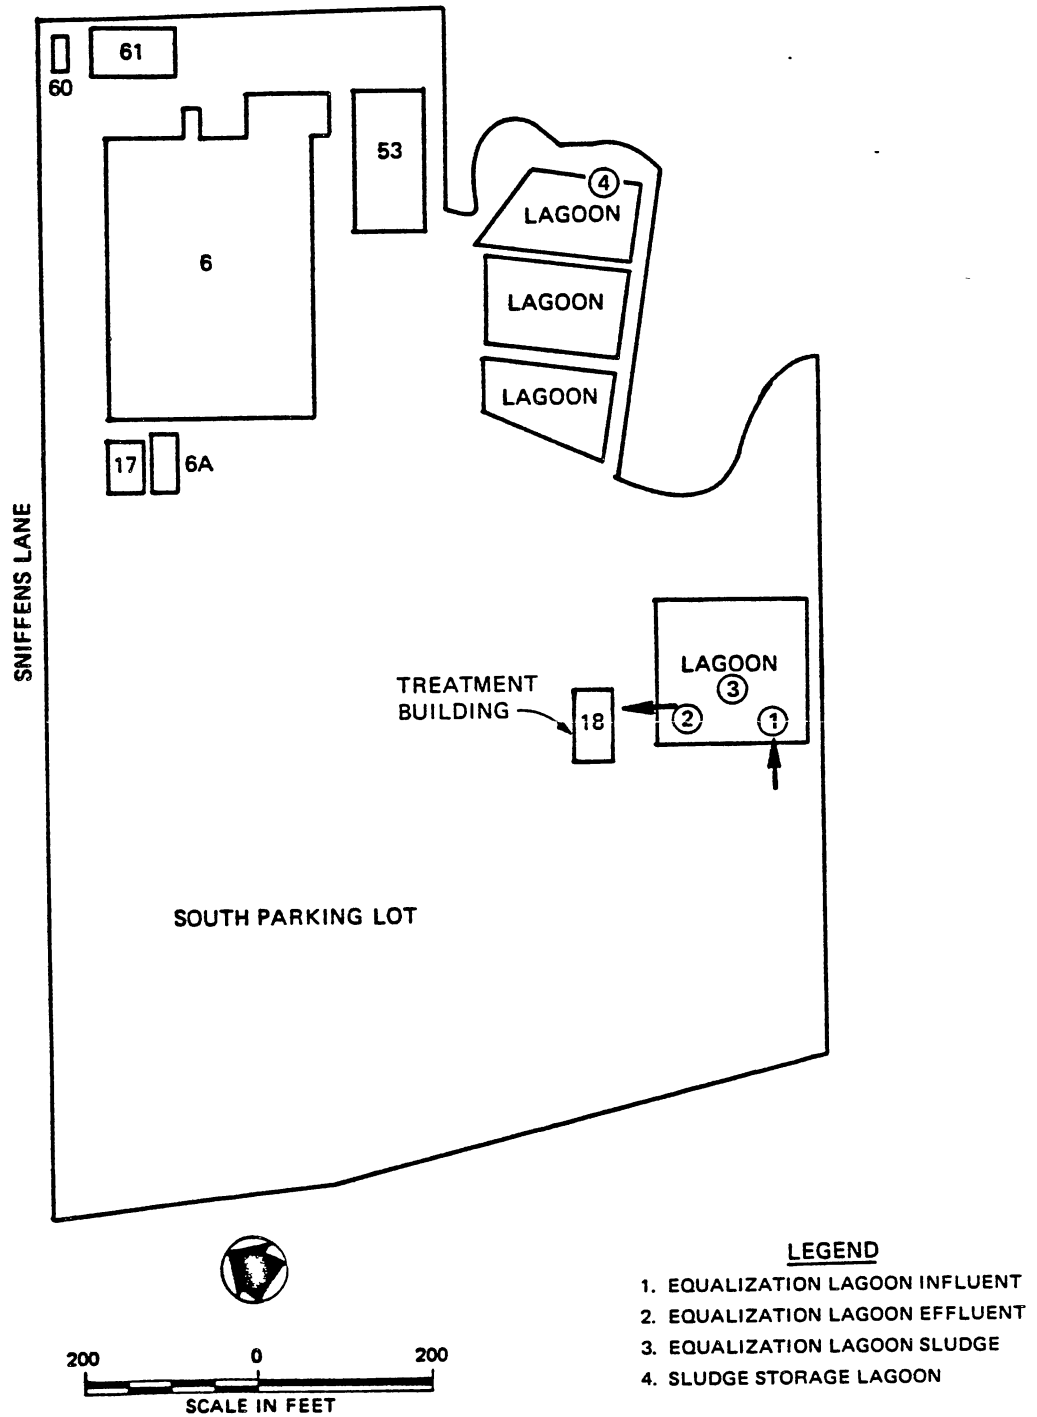 61
60
53
4
LAGOON
6
LAGOON
LAGOON
17
6A
SNIFFENS LANE
LAGOON
3
TREATMENT
BUILDING
18
2
1
SOUTH PARKING LOT
LEGEND
1. EQUALIZATION LAGOON INFLUENT
2. EQUALIZATION LAGOON EFFLUENT
3. EQUALIZATION LAGOON SLUDGE
4. SLUDGE STORAGE LAGOON
200 0 200
SCALE IN FEET